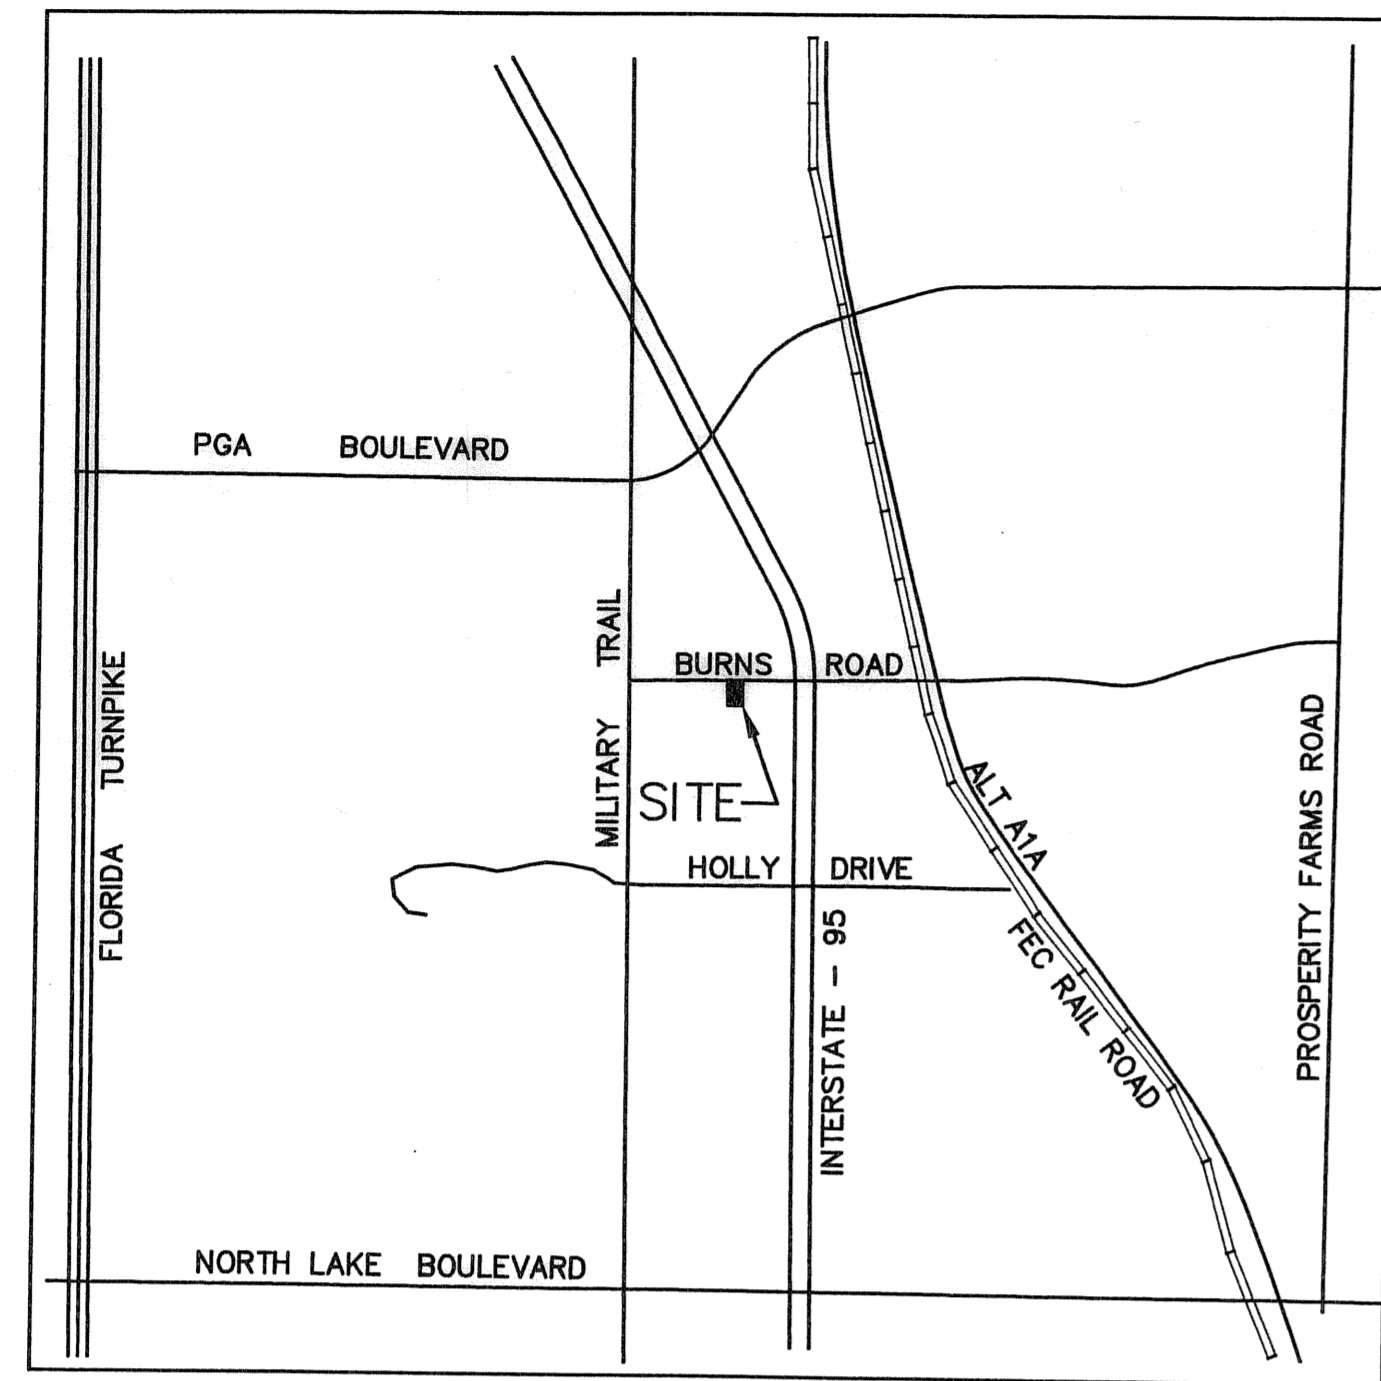 PGA BOULEVARD
FLORIDA TURNPIKE
MILITARY TRAIL
BURNS ROAD
SITE
HOLLY DRIVE
ALT A1A
FEC RAIL ROAD
INTERSTATE - 95
PROSPERITY FARMS ROAD
NORTH LAKE BOULEVARD